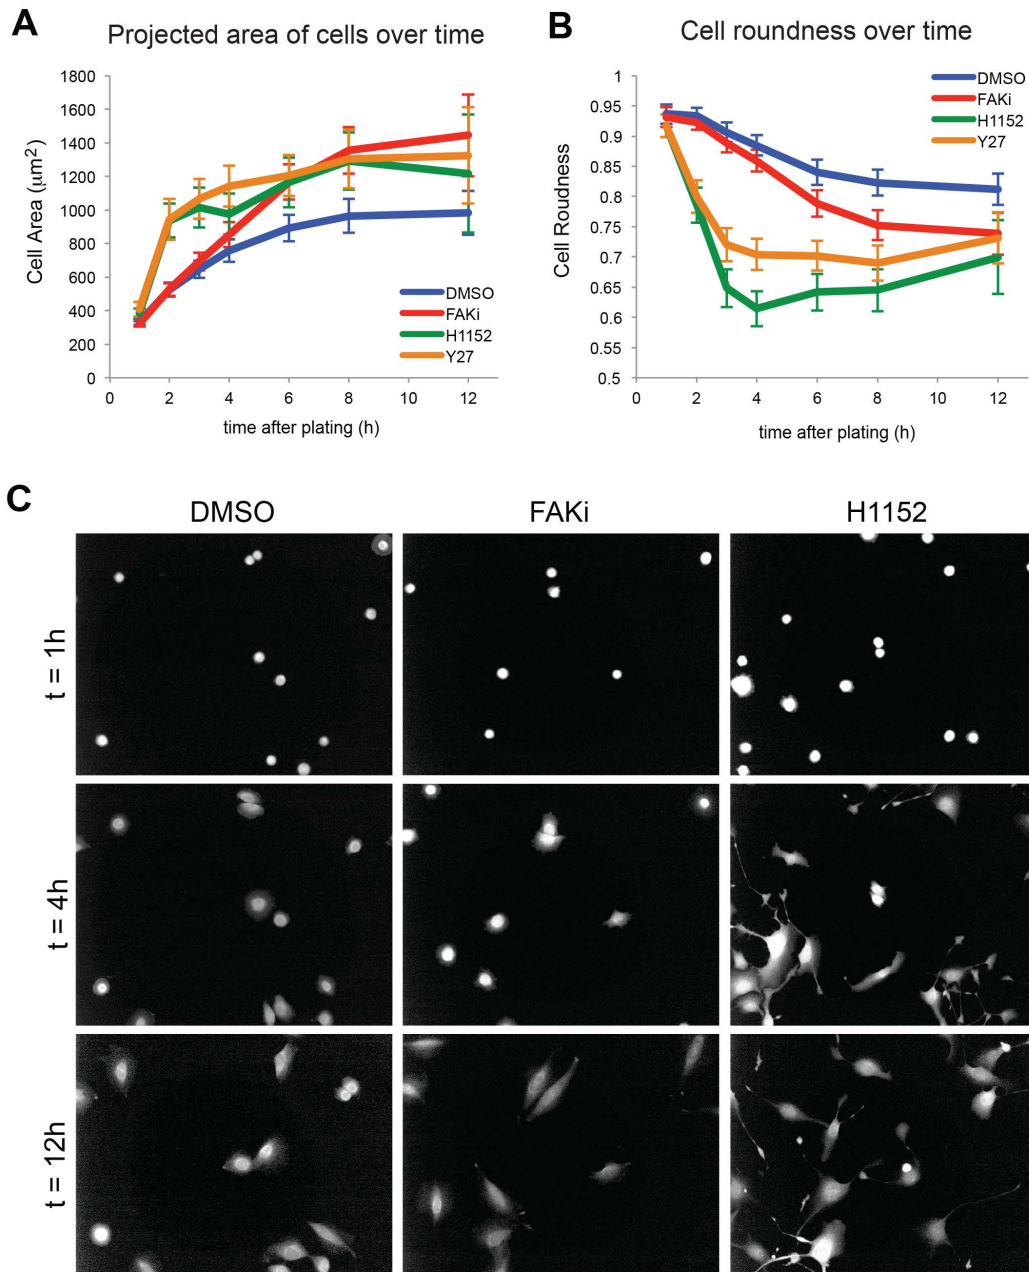 A
Projected area of cells over time
1800
1600
1400
1200
1000
800
600
400
200
0
Cell Area (μm²)
0 2 4 6 8 10 12
time after plating (h)
DMSO
FAKi
H1152
Y27
B
Cell roundness over time
1
0.95
0.9
0.85
0.8
0.75
0.7
0.65
0.6
0.55
0.5
Cell Roudness
0 2 4 6 8 10 12
time after plating (h)
DMSO
FAKi
H1152
Y27
C
DMSO FAKi H1152
t = 1h
t = 4h
t = 12h